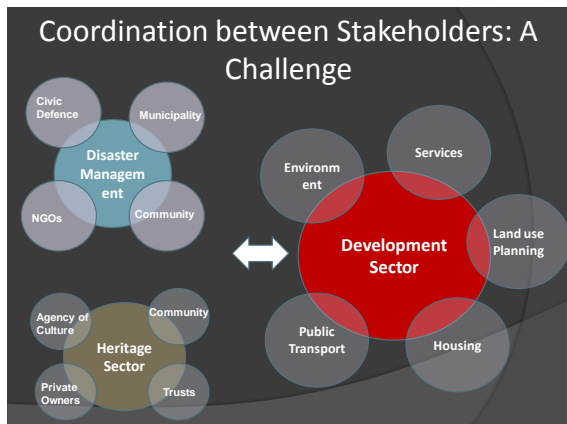 Coordination between Stakeholders: A
Challenge
Civic
Defence
Municipality
Disaster
Managem
ent
NGOs
Community
Environm
ent
Services
Development
Sector
Land use
Planning
Public
Transport
Housing
Agency of
Culture
Community
Heritage
Sector
Private
Owners
Trusts